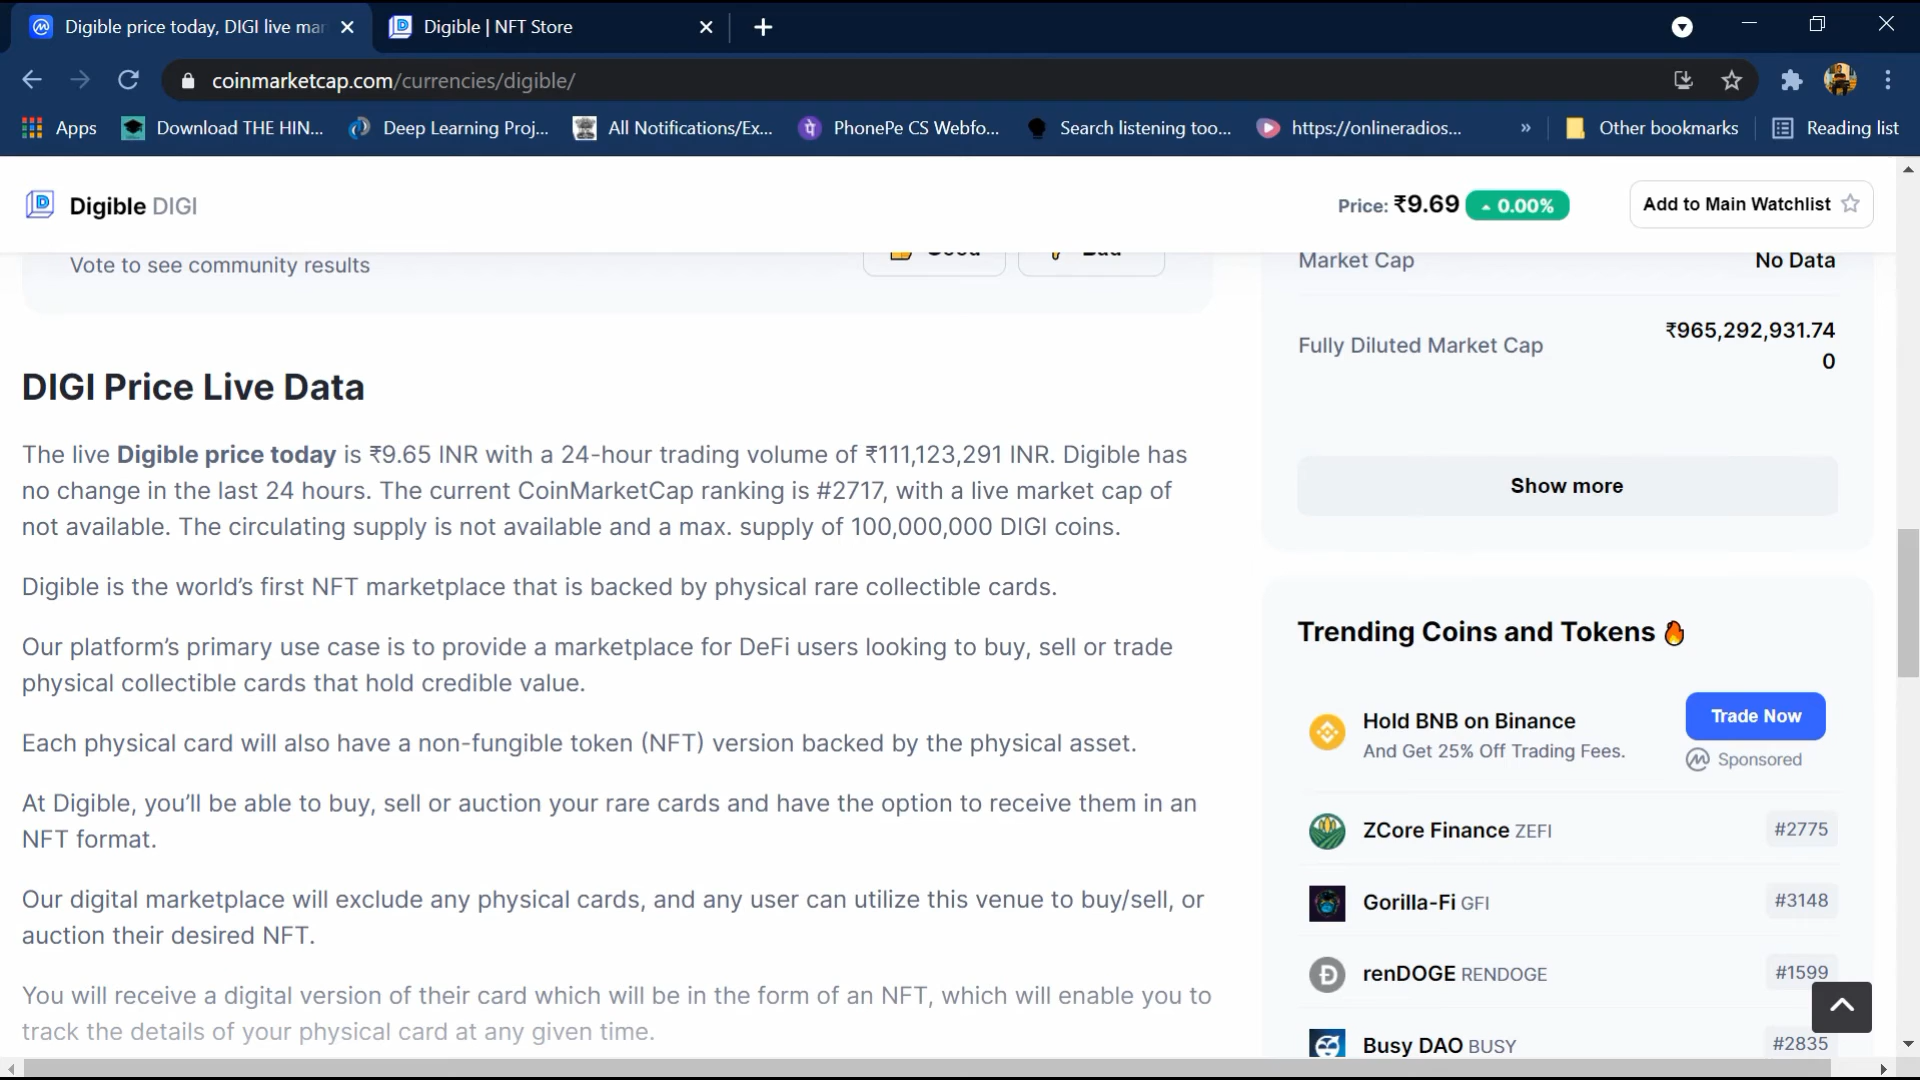 Digible price today, DIGI live mar
Digible | NFT Store
coinmarketcap.com/currencies/digible/
Apps
Download THE HIN...
Deep Learning Proj...
All Notifications/Ex...
PhonePe CS Webfo...
Search listening too...
https://onlineradios...
»
Other bookmarks
Reading list
Digible DIGI
Price: ₹9.69
0.00%
Add to Main Watchlist
Vote to see community results
Good
Bad
Market Cap
No Data
Fully Diluted Market Cap
₹965,292,931.74
0
Show more
DIGI Price Live Data
The live Digible price today is ₹9.65 INR with a 24-hour trading volume of ₹111,123,291 INR. Digible has
no change in the last 24 hours. The current CoinMarketCap ranking is #2717, with a live market cap of
not available. The circulating supply is not available and a max. supply of 100,000,000 DIGI coins.
Digible is the world’s first NFT marketplace that is backed by physical rare collectible cards.
Our platform’s primary use case is to provide a marketplace for DeFi users looking to buy, sell or trade
physical collectible cards that hold credible value.
Each physical card will also have a non-fungible token (NFT) version backed by the physical asset.
At Digible, you’ll be able to buy, sell or auction your rare cards and have the option to receive them in an
NFT format.
Our digital marketplace will exclude any physical cards, and any user can utilize this venue to buy/sell, or
auction their desired NFT.
You will receive a digital version of their card which will be in the form of an NFT, which will enable you to
track the details of your physical card at any given time.
Trending Coins and Tokens 🔥
Hold BNB on Binance
And Get 25% Off Trading Fees.
Trade Now
Sponsored
ZCore Finance ZEFI
#2775
Gorilla-Fi GFI
#3148
renDOGE RENDOGE
#1599
Busy DAO BUSY
#2835